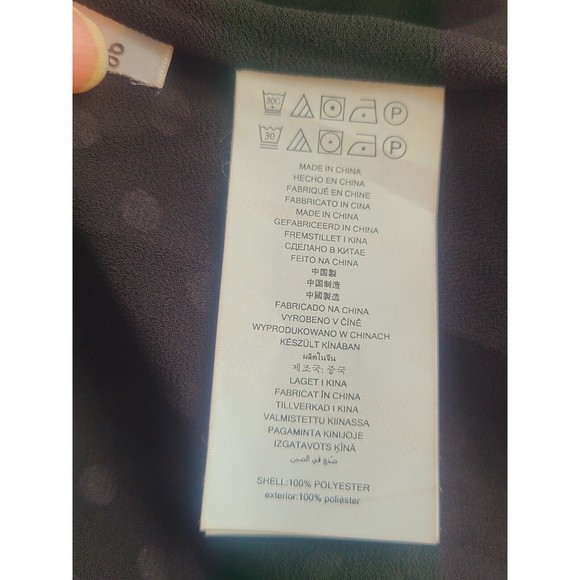 30C P
30 P
MADE IN CHINA
HECHO EN CHINA
FABRIQUÉ EN CHINE
FABBRICATO IN CINA
MADE IN CHINA
GEFABRICEERD IN CHINA
FREMSTILLET I KINA
СДЕЛАНО В КИТАЕ
FEITO NA CHINA
中国製
中国制造
中國製造
FABRICADO NA CHINA
VYROBENO V ČÍNĚ
WYPRODUKOWANO W CHINACH
KÉSZÜLT KÍNÁBAN
ผลิตในจีน
제조국: 중국
LAGET I KINA
FABRICAT ÎN CHINA
TILLVERKAD I KINA
VALMISTETTU KIINASSA
PAGAMINTA KINIJOJE
IZGATAVOTS ĶĪNĀ
صنع في الصين
SHELL:100% POLYESTER
exterior:100% poliéster